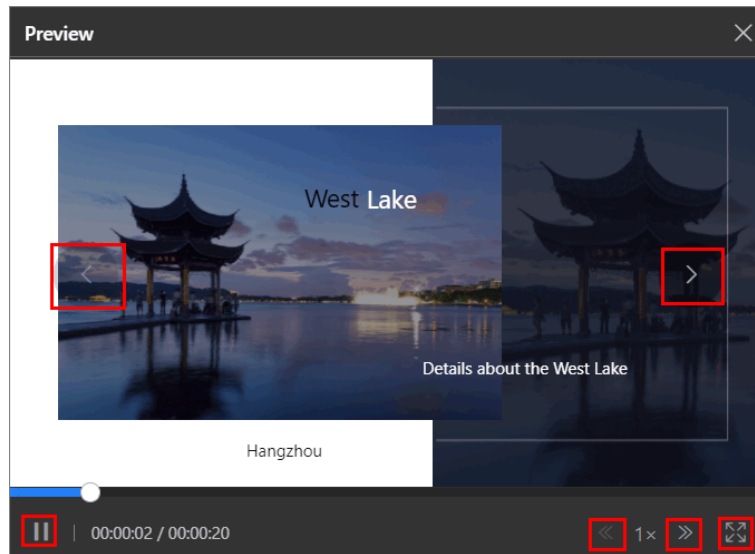 Preview
West Lake
Details about the West Lake
Hangzhou
00:00:02 / 00:00:20
1×